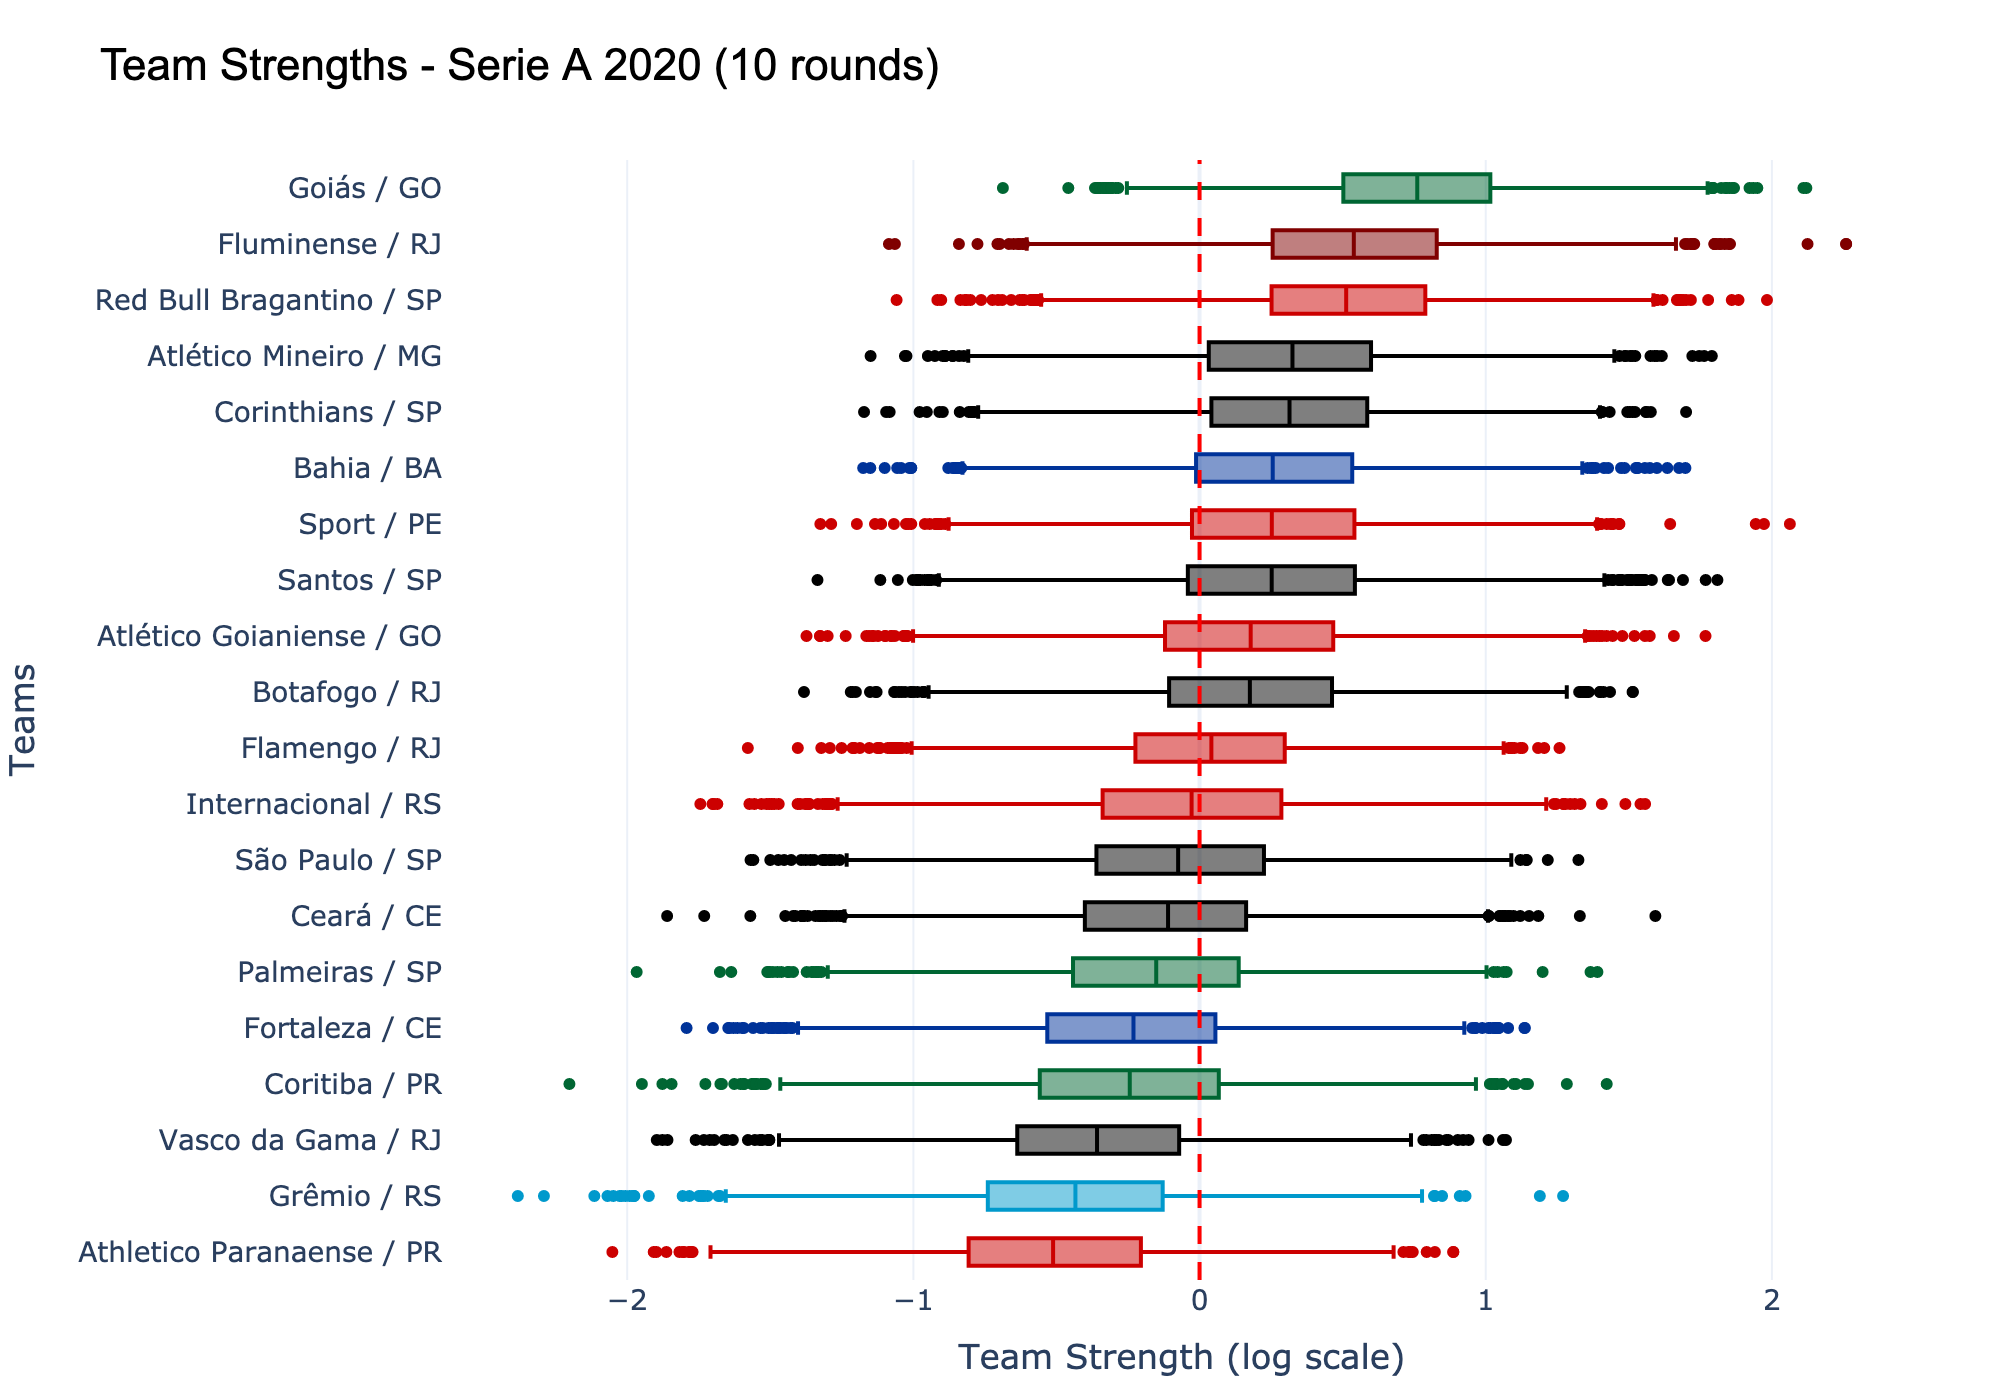 Team Strengths - Serie A 2020 (10 rounds)
Goiás / GO
Fluminense / RJ
Red Bull Bragantino / SP
Atlético Mineiro / MG
Corinthians / SP
Bahia / BA
Sport / PE
Santos / SP
Atlético Goianiense / GO
Botafogo / RJ
Flamengo / RJ
Internacional / RS
São Paulo / SP
Ceará / CE
Palmeiras / SP
Fortaleza / CE
Coritiba / PR
Vasco da Gama / RJ
Grêmio / RS
Athletico Paranaense / PR
Teams
−2 −1 0 1 2
Team Strength (log scale)